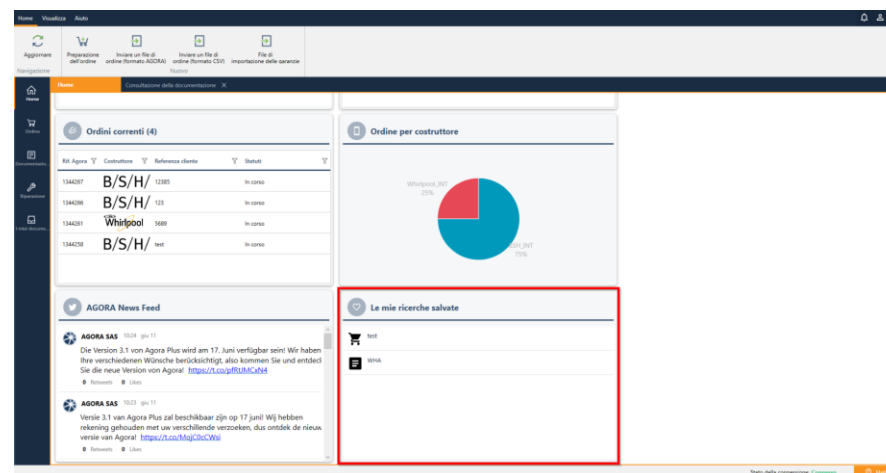 Home Visualizza Aiuto
Aggiornare
Preparazione dell'ordine
Inviare un file di ordine (formato AGORA)
Inviare un file di ordine (formato CSV)
File di importazione delle garanzie
Navigazione
Nuovo
Home
Home
Consultazione della documentazione X
Ordine
Riparazione
Ordini correnti (4)
Rif. Agora Costruttore Referenza cliente Statuti
1344267 B/S/H/ 12385 In corso
1344266 B/S/H/ 123 In corso
1344261 Whirlpool 5689 In corso
1344258 B/S/H/ test In corso
Ordine per costruttore
Whirlpool_INT
25%
BSH_INT
75%
AGORA News Feed
AGORA SAS 10:24 giu 11
Die Version 3.1 von Agora Plus wird am 17. Juni verfügbar sein! Wir haben
Ihre verschiedenen Wünsche berücksichtigt, also kommen Sie und entdecl
Sie die neue Version von Agora! https://t.co/pfRtJMCxN4
0 Retweets 0 Likes
AGORA SAS 10:23 giu 11
Versie 3.1 van Agora Plus zal beschikbaar zijn op 17 juni! Wij hebben
rekening gehouden met uw verschillende verzoeken, dus ontdek de nieuw
versie van Agora! https://t.co/MojC0cCWsi
0 Retweets 0 Likes
Le mie ricerche salvate
test
WHA
Stato della connessione: Connesso